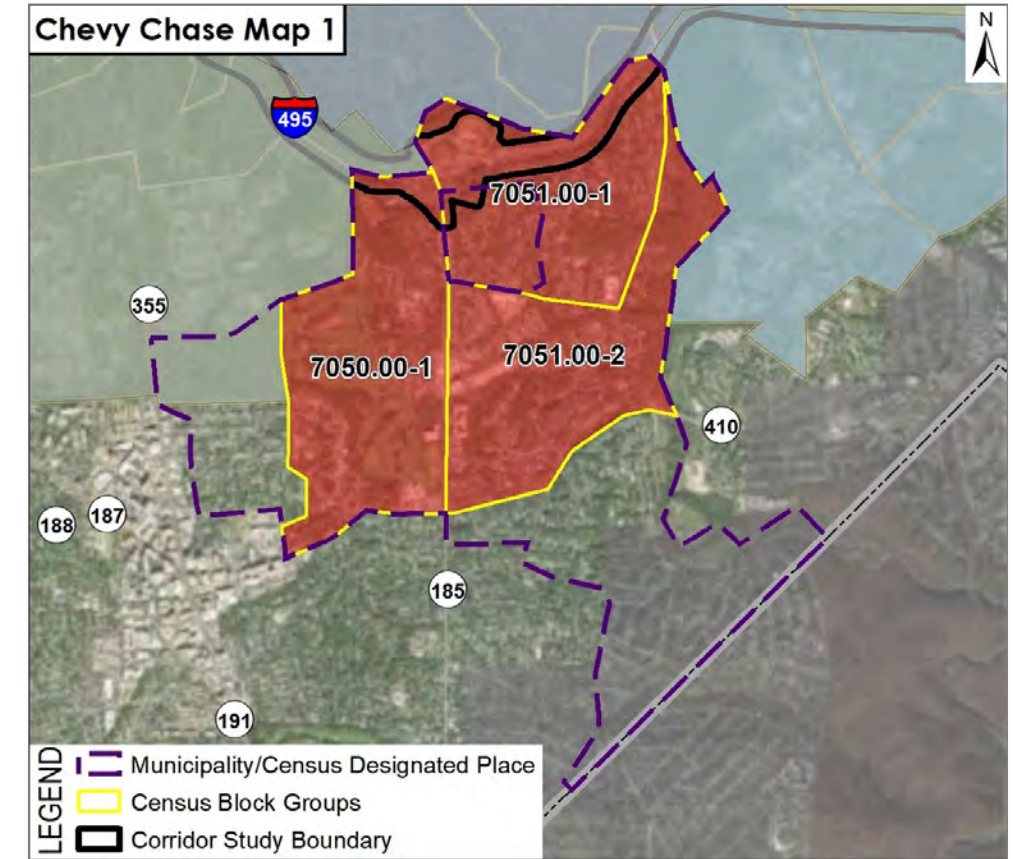 Chevy Chase Map 1
N
495
7051.00-1
355
7050.00-1
7051.00-2
410
188
187
185
191
LEGEND
Municipality/Census Designated Place
Census Block Groups
Corridor Study Boundary